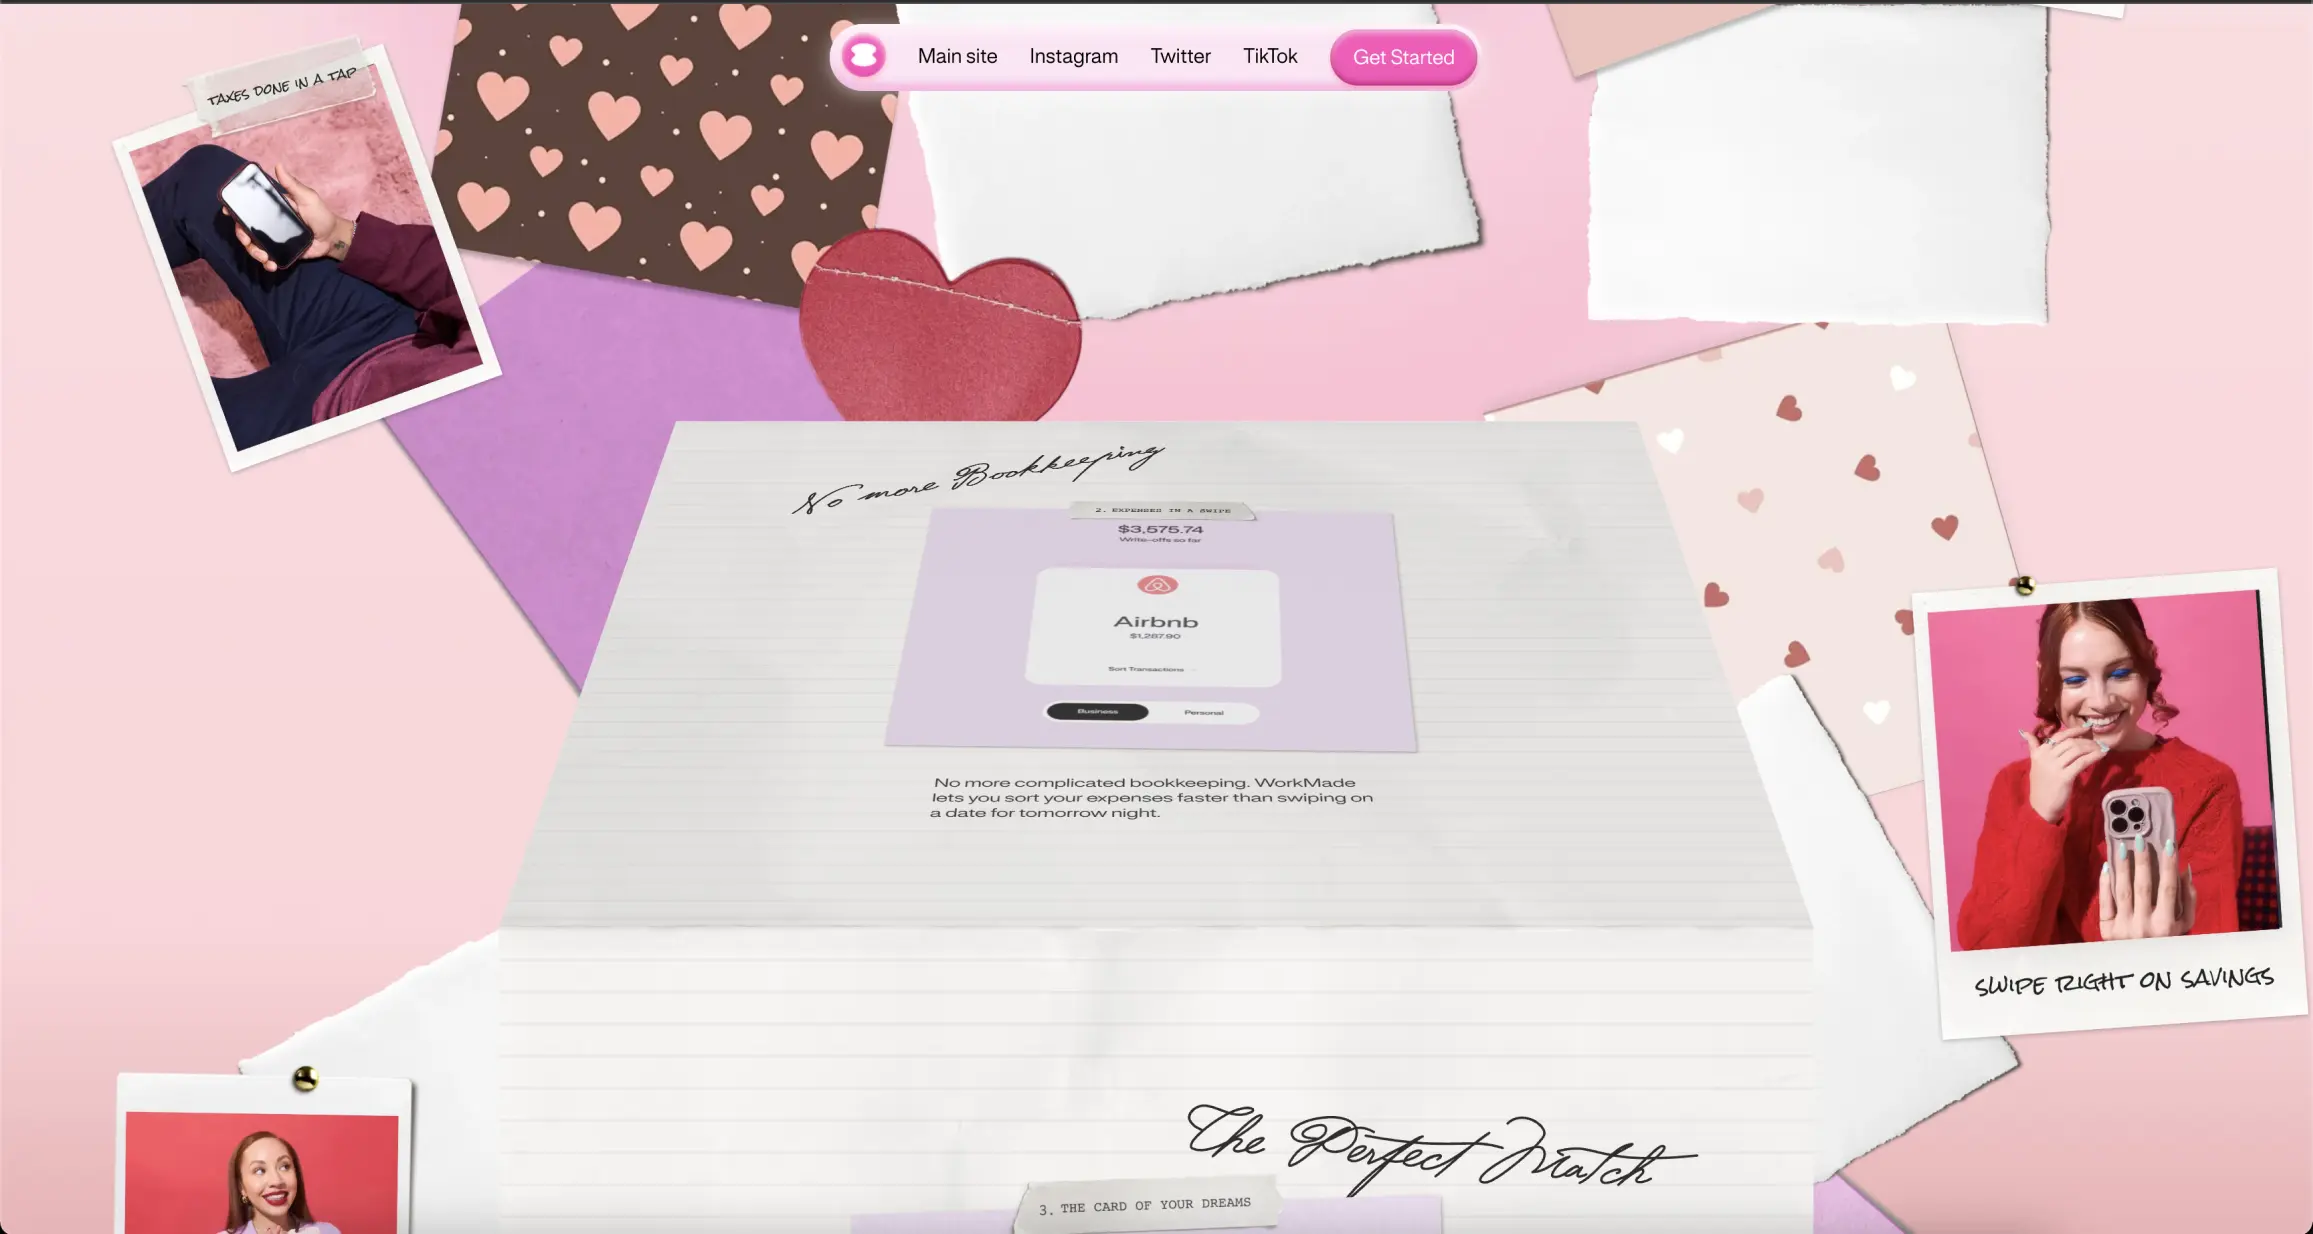 Main site Instagram Twitter TikTok Get Started
TAXES DONE IN A TAP
No more Bookkeeping
2. EXPENSES IN A SWIPE
$3,575.74
Write-offs so far
Airbnb
$1,287.90
Sort Transactions
Business Personal
No more complicated bookkeeping. WorkMade
lets you sort your expenses faster than swiping on
a date for tomorrow night.
SWIPE RIGHT ON SAVINGS
The Perfect Match
3. THE CARD OF YOUR DREAMS